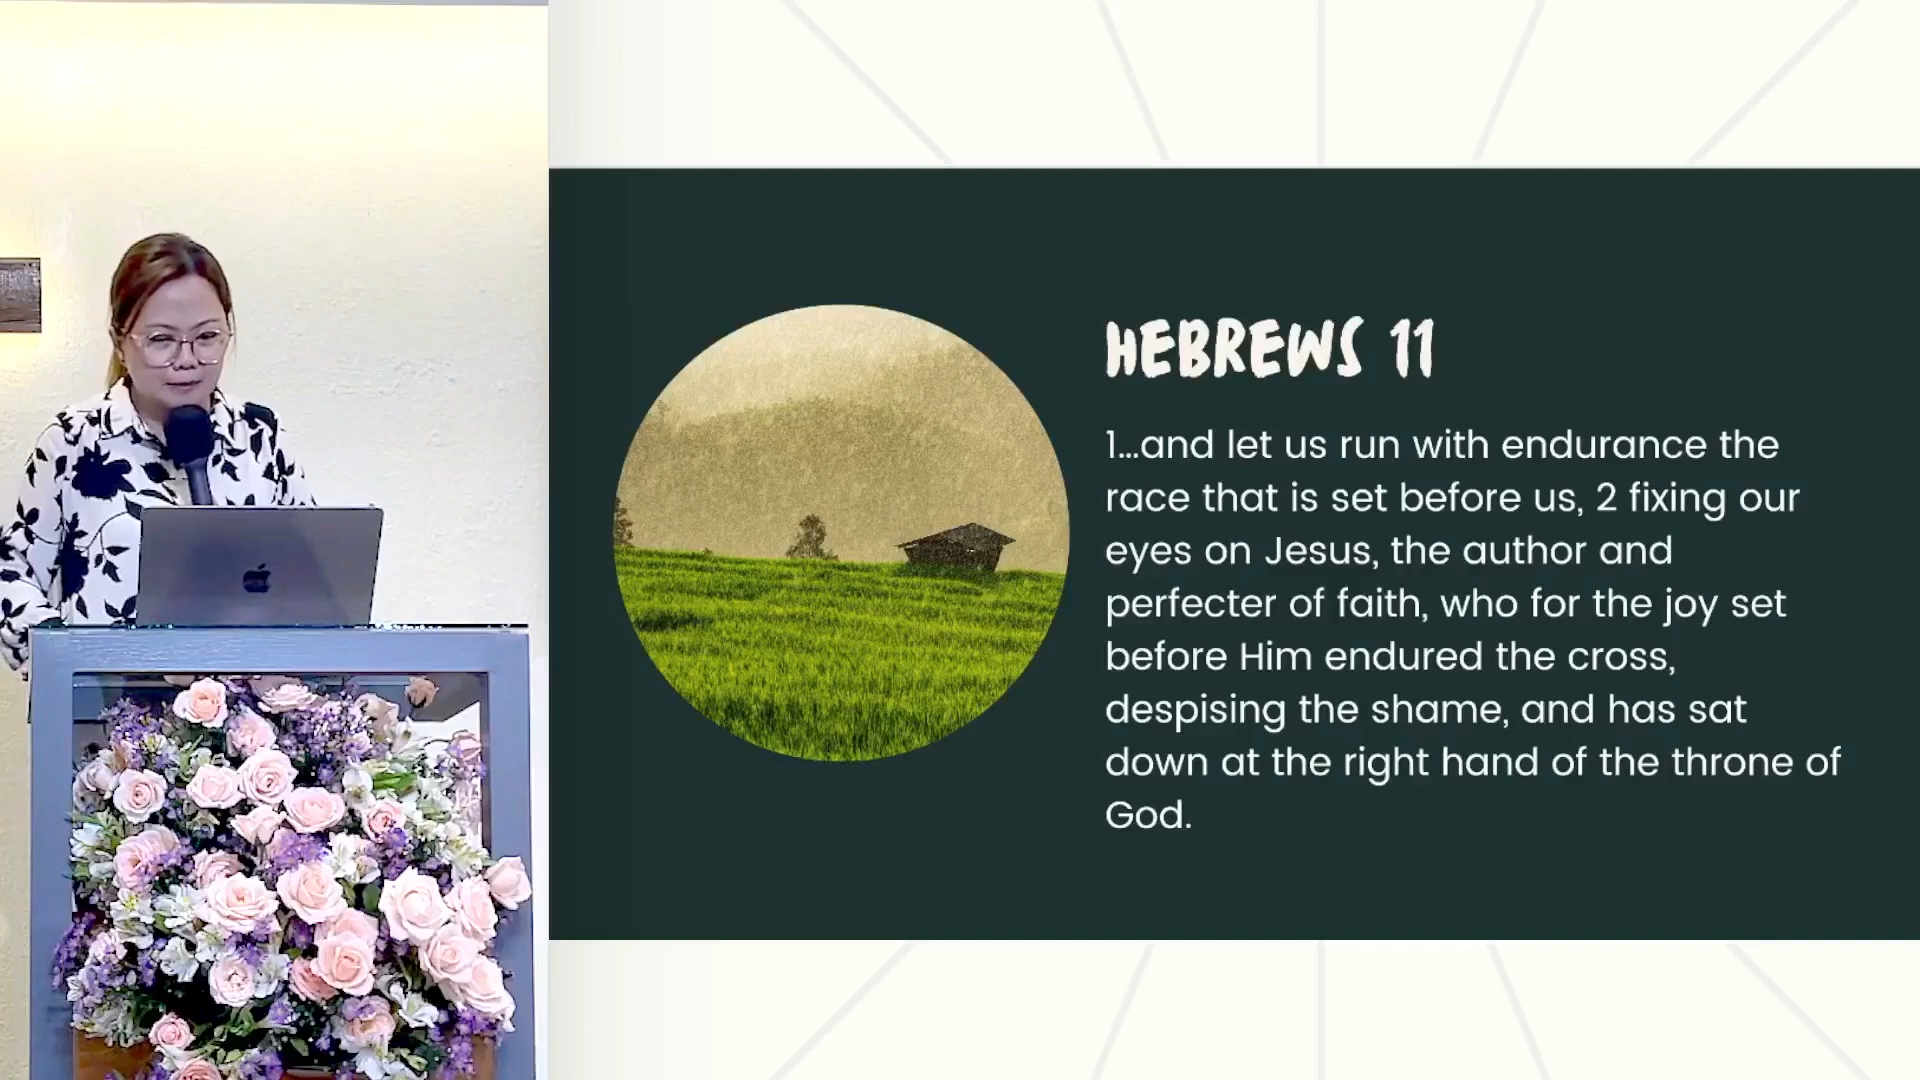 HEBREWS 11
1...and let us run with endurance the
race that is set before us, 2 fixing our
eyes on Jesus, the author and
perfecter of faith, who for the joy set
before Him endured the cross,
despising the shame, and has sat
down at the right hand of the throne of
God.